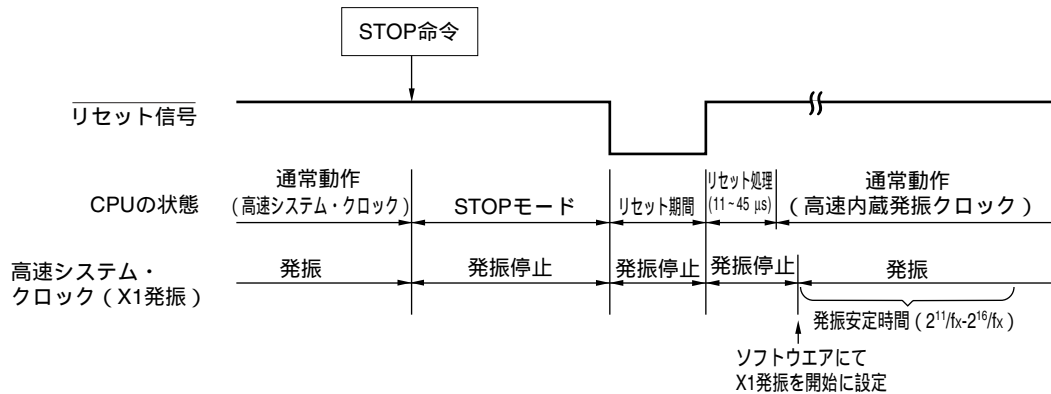 STOP命令
リセット信号
通常動作
リセット処理
通常動作
CPUの状態
(高速システム・クロック)
STOPモード
リセット期間
(11~45 μs)
(高速内蔵発振クロック)
高速システム・
クロック(X1発振)
発振
発振停止
発振停止
発振停止
発振
発振安定時間(2¹¹/fx-2¹⁶/fx)
ソフトウエアにて
X1発振を開始に設定